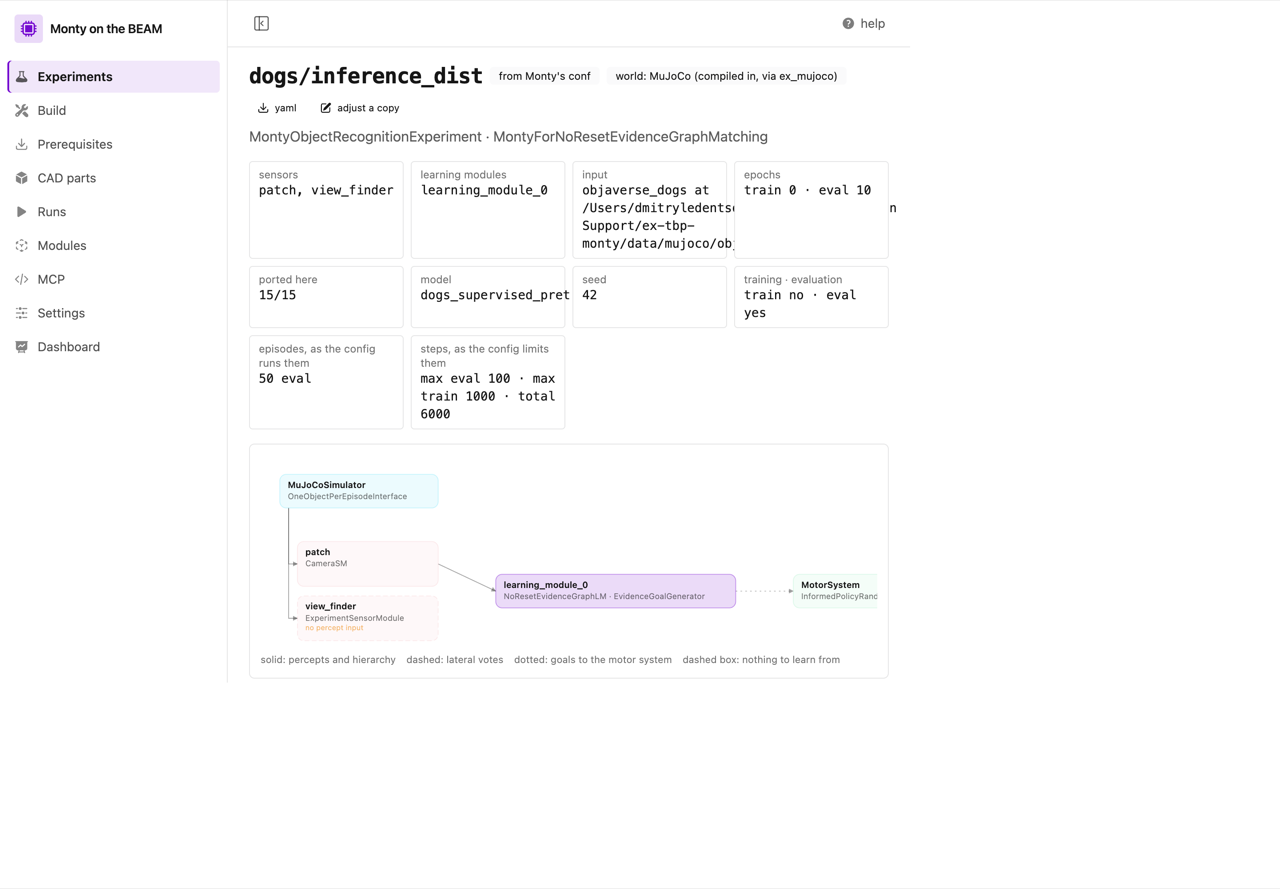 Monty on the BEAM
help
Experiments
Build
Prerequisites
CAD parts
Runs
Modules
MCP
Settings
Dashboard
dogs/inference_dist
from Monty's conf
world: MuJoCo (compiled in, via ex_mujoco)
yaml
adjust a copy
MontyObjectRecognitionExperiment · MontyForNoResetEvidenceGraphMatching
sensors
patch, view_finder
learning modules
learning_module_0
input
objaverse_dogs at
Support/ex-tbp-
epochs
train 0 · eval 10
ported here
15/15
model
dogs_supervised_pret
seed
42
training · evaluation
train no · eval
yes
episodes, as the config
runs them
50 eval
steps, as the config limits
them
max eval 100 · max
train 1000 · total
6000
MuJoCoSimulator
OneObjectPerEpisodeInterface
patch
CameraSM
learning_module_0
NoResetEvidenceGraphLM · EvidenceGoalGenerator
MotorSystem
InformedPolicyRand
view_finder
ExperimentSensorModule
no percept input
solid: percepts and hierarchy
dashed: lateral votes
dotted: goals to the motor system
dashed box: nothing to learn from